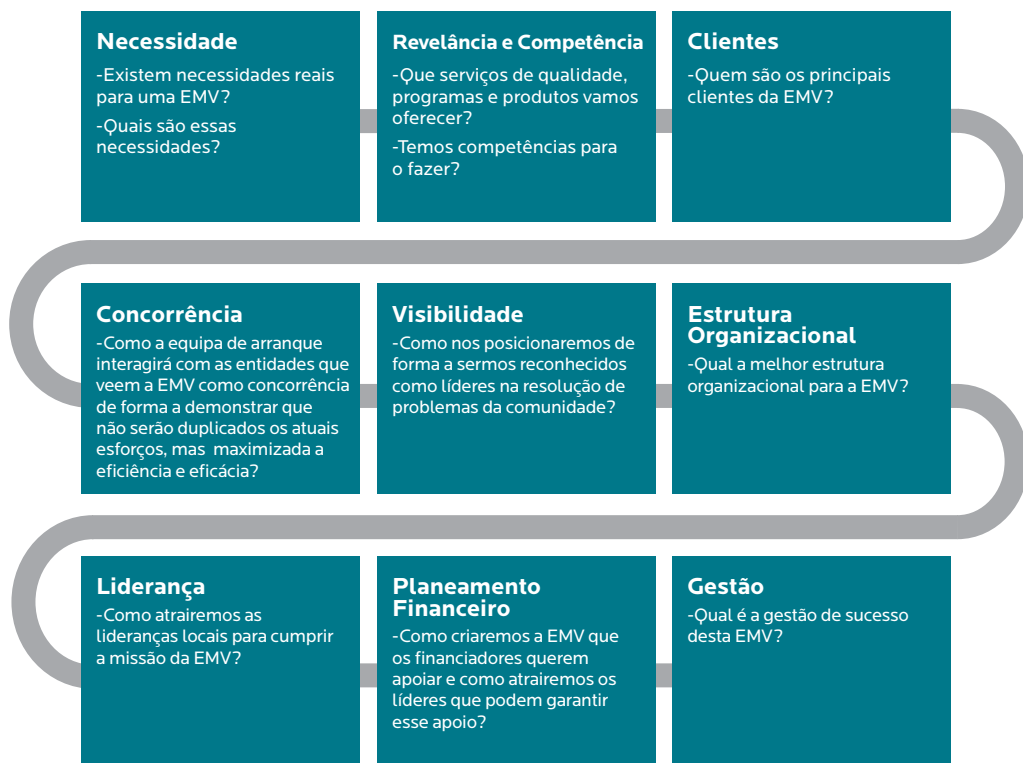 Necessidade
-Existem necessidades reais
para uma EMV?
-Quais são essas
necessidades?
Revelância e Competência
-Que serviços de qualidade,
programas e produtos vamos
oferecer?
-Temos competências para
o fazer?
Clientes
-Quem são os principais
clientes da EMV?
Concorrência
-Como a equipa de arranque
interagirá com as entidades que
veem a EMV como concorrência
de forma a demonstrar que
não serão duplicados os atuais
esforços, mas maximizada a
eficiência e eficácia?
Visibilidade
-Como nos posicionaremos de
forma a sermos reconhecidos
como líderes na resolução de
problemas da comunidade?
Estrutura
Organizacional
-Qual a melhor estrutura
organizacional para a EMV?
Liderança
-Como atrairemos as
lideranças locais para cumprir
a missão da EMV?
Planeamento
Financeiro
-Como criaremos a EMV que
os financiadores querem
apoiar e como atrairemos os
líderes que podem garantir
esse apoio?
Gestão
-Qual é a gestão de sucesso
desta EMV?